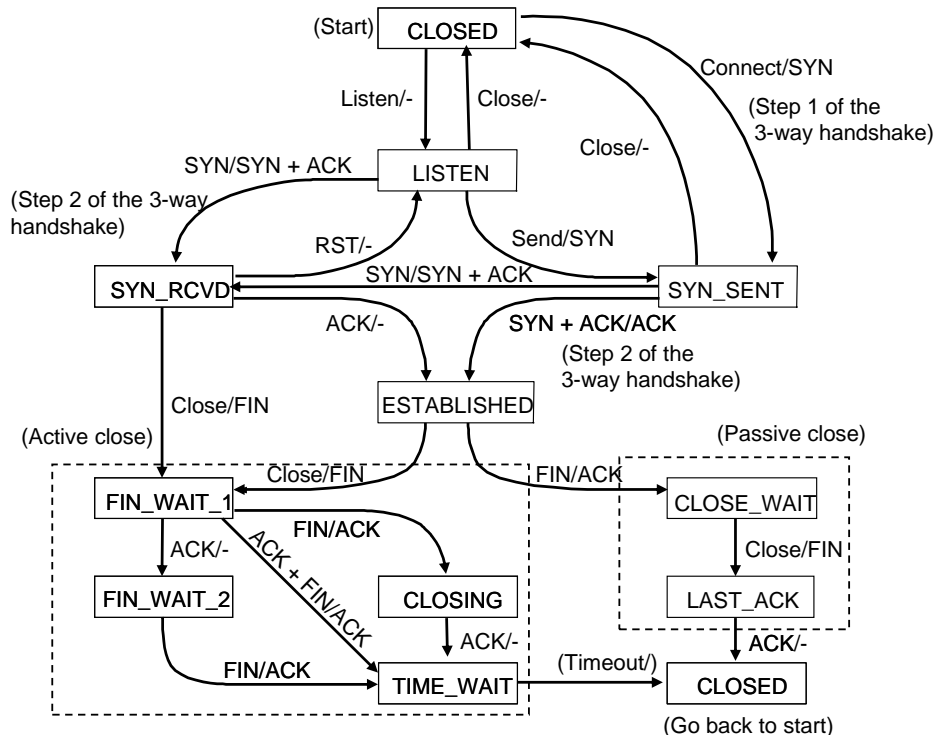 (Start)
CLOSED
Connect/SYN
Listen/-
Close/-
(Step 1 of the
3-way handshake)
Close/-
SYN/SYN + ACK
LISTEN
(Step 2 of the 3-way
handshake)
RST/-
Send/SYN
SYN/SYN + ACK
SYN_RCVD
SYN_SENT
ACK/-
SYN + ACK/ACK
(Step 2 of the
3-way handshake)
ESTABLISHED
Close/FIN
(Active close)
(Passive close)
Close/FIN
FIN/ACK
FIN_WAIT_1
CLOSE_WAIT
FIN/ACK
ACK/-
ACK + FIN/ACK
Close/FIN
FIN_WAIT_2
CLOSING
LAST_ACK
ACK/-
ACK/-
FIN/ACK
(Timeout/)
TIME_WAIT
CLOSED
(Go back to start)